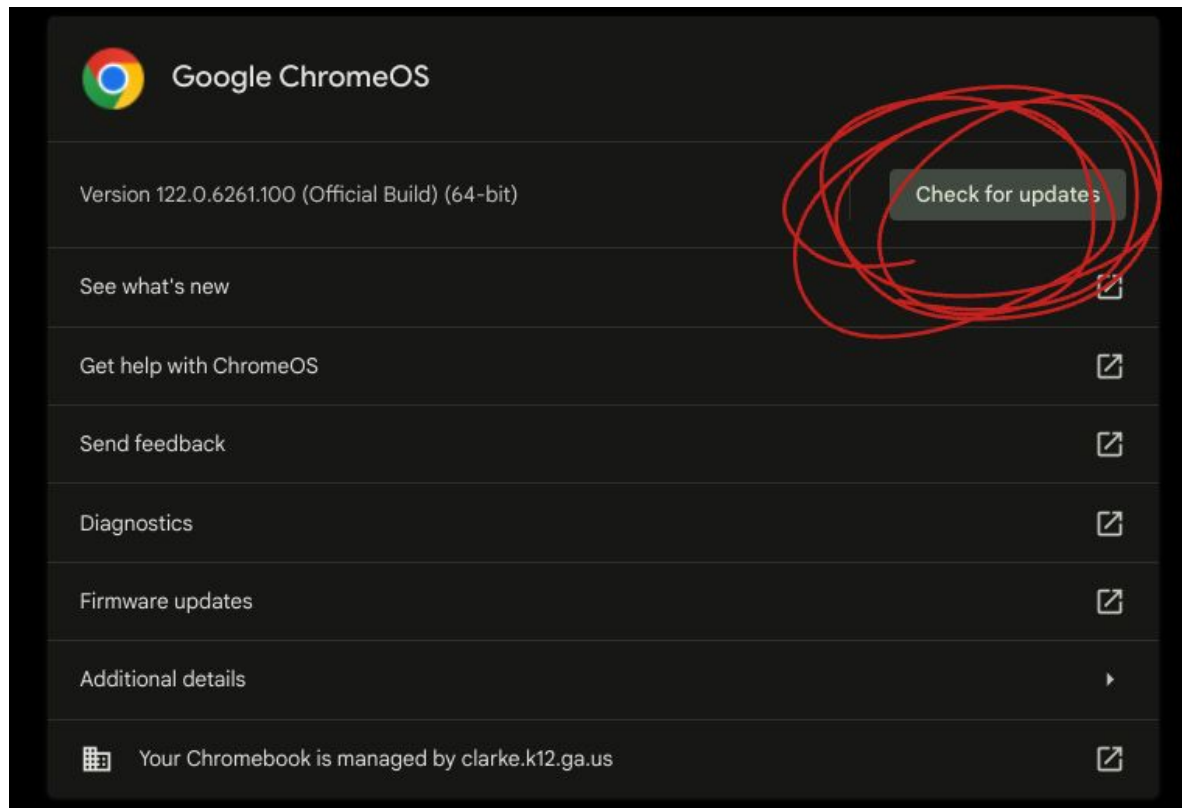 Google ChromeOS
Version 122.0.6261.100 (Official Build) (64-bit)
Check for updates
See what's new
Get help with ChromeOS
Send feedback
Diagnostics
Firmware updates
Additional details
Your Chromebook is managed by clarke.k12.ga.us